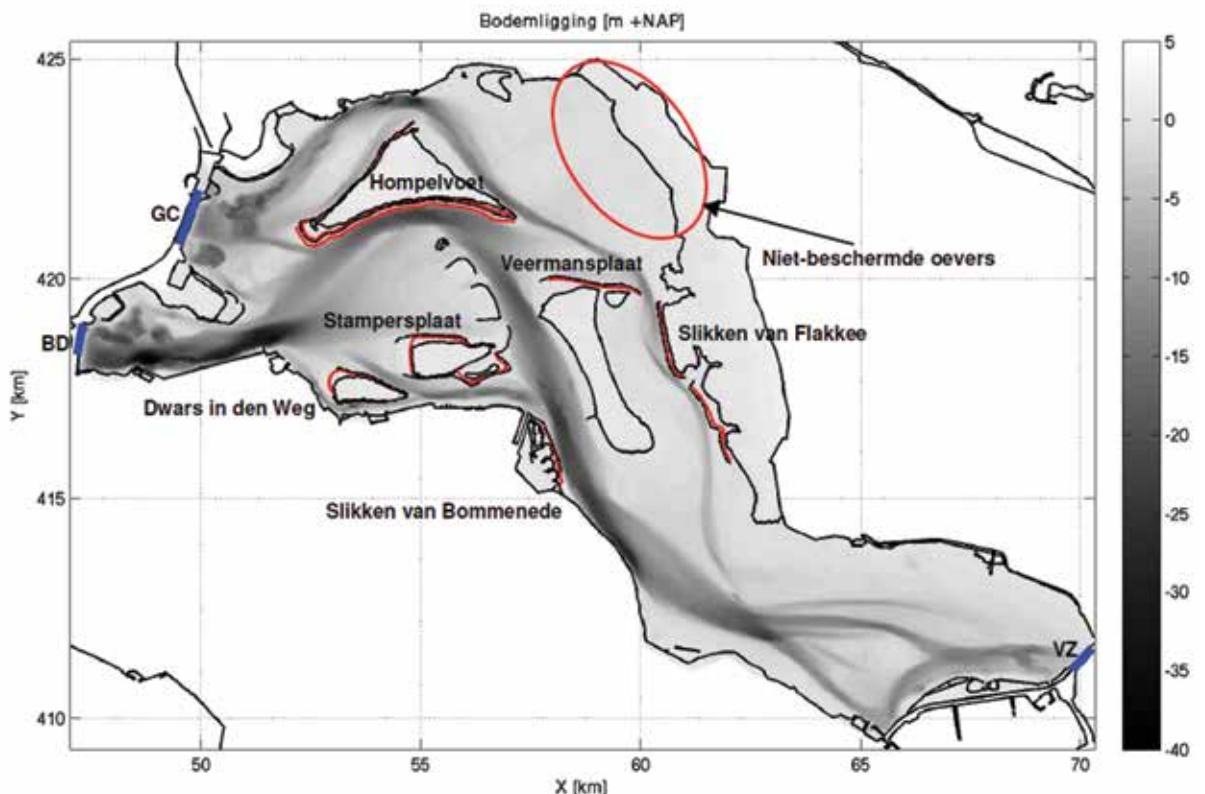 Bodemligging [m +NAP]
425
420
415
410
Y [km]
50
55
60
65
70
X [km]
5
0
-5
-10
-15
-20
-25
-30
-35
-40
GC
BD
VZ
Hompelvoet
Veermansplaat
Niet-beschermde oevers
Stampersplaat
Slikken van Flakkee
Dwars in den Weg
Slikken van Bommenede